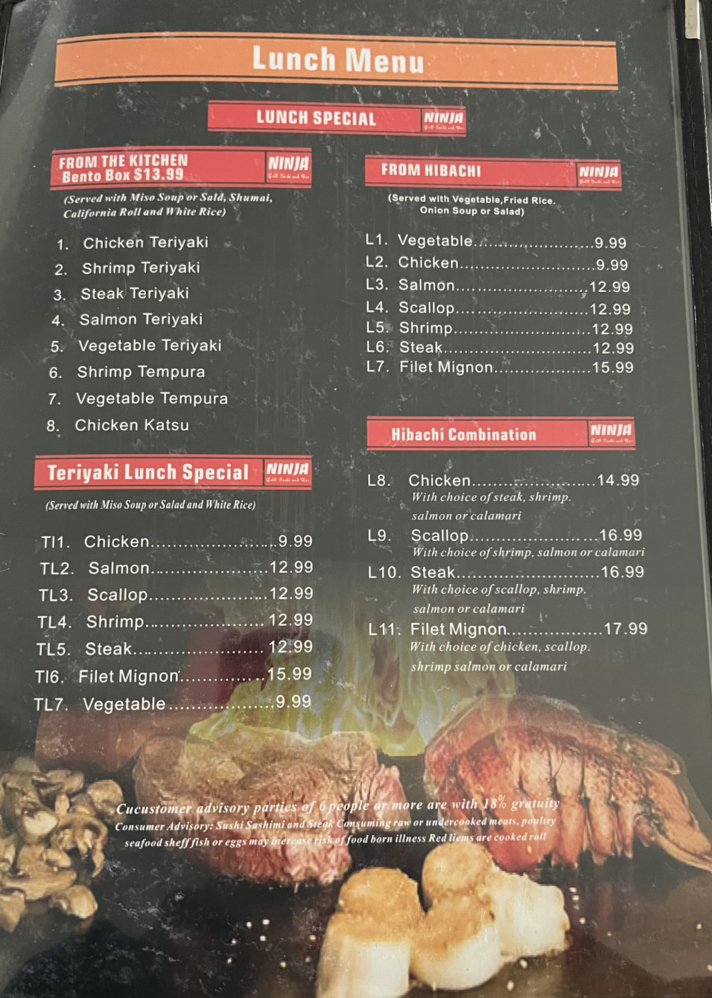 Lunch Menu
LUNCH SPECIAL NINJA
FROM THE KITCHEN NINJA
Bento Box $13.99
(Served with Miso Soup or Sald, Shumai,
California Roll and White Rice)
1. Chicken Teriyaki
2. Shrimp Teriyaki
3. Steak Teriyaki
4. Salmon Teriyaki
5. Vegetable Teriyaki
6. Shrimp Tempura
7. Vegetable Tempura
8. Chicken Katsu
Teriyaki Lunch Special NINJA
(Served with Miso Soup or Salad and White Rice)
Tl1. Chicken........................9.99
TL2. Salmon......................12.99
TL3. Scallop.......................12.99
TL4. Shrimp....................... 12.99
TL5. Steak......................... 12.99
Tl6. Filet Mignon...............15.99
TL7. Vegetable....................9.99
FROM HIBACHI NINJA
(Served with Vegetable,Fried Rice.
Onion Soup or Salad)
L1. Vegetable........................9.99
L2. Chicken...........................9.99
L3. Salmon..........................12.99
L4. Scallop..........................12.99
L5. Shrimp...........................12.99
L6. Steak.............................12.99
L7. Filet Mignon...................15.99
Hibachi Combination NINJA
L8. Chicken.........................14.99
With choice of steak, shrimp.
salmon or calamari
L9. Scallop..........................16.99
With choice of shrimp, salmon or calamari
L10. Steak............................16.99
With choice of scallop, shrimp.
salmon or calamari
L11. Filet Mignon...................17.99
With choice of chicken, scallop.
shrimp salmon or calamari
Cucustomer advisory parties of 6 people or more are with 18% gratuity
Consumer Advisory: Sushi Sashimi and Steak Consuming raw or undercooked meats, poultry
seafood sheff fish or eggs may increase risk of food born illness Red liems are cooked roll